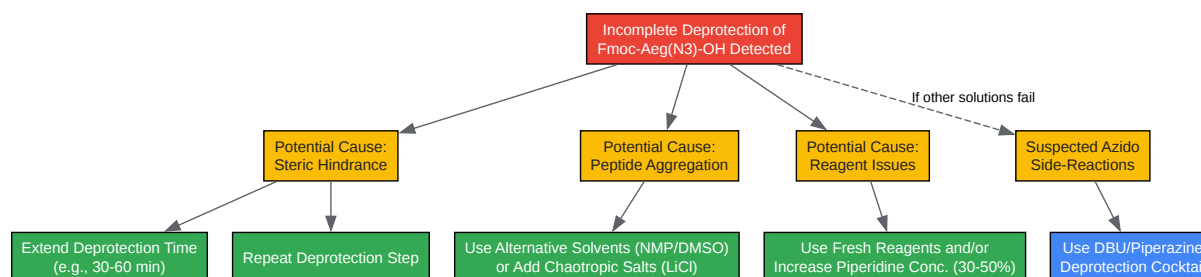 Incomplete Deprotection of
Fmoc-Aeg(N3)-OH Detected
If other solutions fail
Potential Cause:
Steric Hindrance
Potential Cause:
Peptide Aggregation
Potential Cause:
Reagent Issues
Suspected Azido
Side-Reactions
Extend Deprotection Time
(e.g., 30-60 min)
Repeat Deprotection Step
Use Alternative Solvents (NMP/DMSO)
or Add Chaotropic Salts (LiCl)
Use Fresh Reagents and/or
Increase Piperidine Conc. (30-50%)
Use DBU/Piperazine
Deprotection Cockta